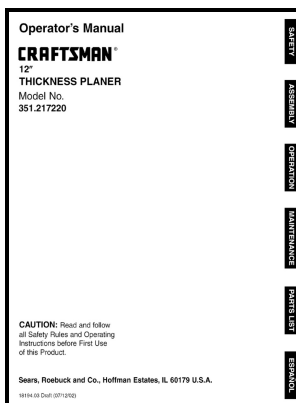 Operator's Manual
CRAFTSMAN®
12"
THICKNESS PLANER
Model No.
351.217220
CAUTION: Read and follow
all Safety Rules and Operating
Instructions before First Use
of this Product.
Sears, Roebuck and Co., Hoffman Estates, IL 60179 U.S.A.
18194.03 Draft (07/12/02)
SAFETY
ASSEMBLY
OPERATION
MAINTENANCE
PARTS LIST
ESPAÑOL